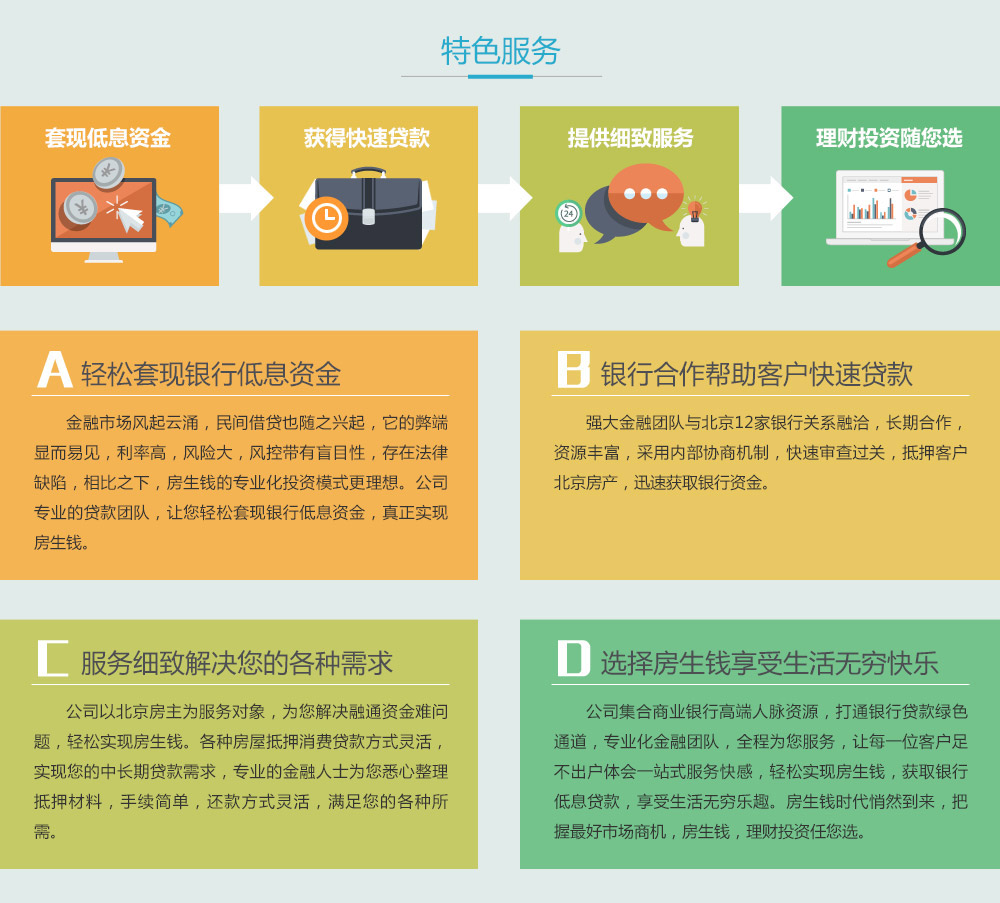 特色服务
套现低息资金
获得快速贷款
提供细致服务
理财投资随您选
24
A 轻松套现银行低息资金
金融市场风起云涌，民间借贷也随之兴起，它的弊端
显而易见，利率高，风险大，风控带有盲目性，存在法律
缺陷，相比之下，房生钱的专业化投资模式更理想。公司
专业的贷款团队，让您轻松套现银行低息资金，真正实现
房生钱。
B 银行合作帮助客户快速贷款
强大金融团队与北京12家银行关系融洽，长期合作，
资源丰富，采用内部协商机制，快速审查过关，抵押客户
北京房产，迅速获取银行资金。
C 服务细致解决您的各种需求
公司以北京房主为服务对象，为您解决融通资金难问
题，轻松实现房生钱。各种房屋抵押消费贷款方式灵活，
实现您的中长期贷款需求，专业的金融人士为您悉心整理
抵押材料，手续简单，还款方式灵活，满足您的各种所
需。
D 选择房生钱享受生活无穷快乐
公司集合商业银行高端人脉资源，打通银行贷款绿色
通道，专业化金融团队，全程为您服务，让每一位客户足
不出户体会一站式服务快感，轻松实现房生钱，获取银行
低息贷款，享受生活无穷乐趣。房生钱时代悄然到来，把
握最好市场商机，房生钱，理财投资任您选。